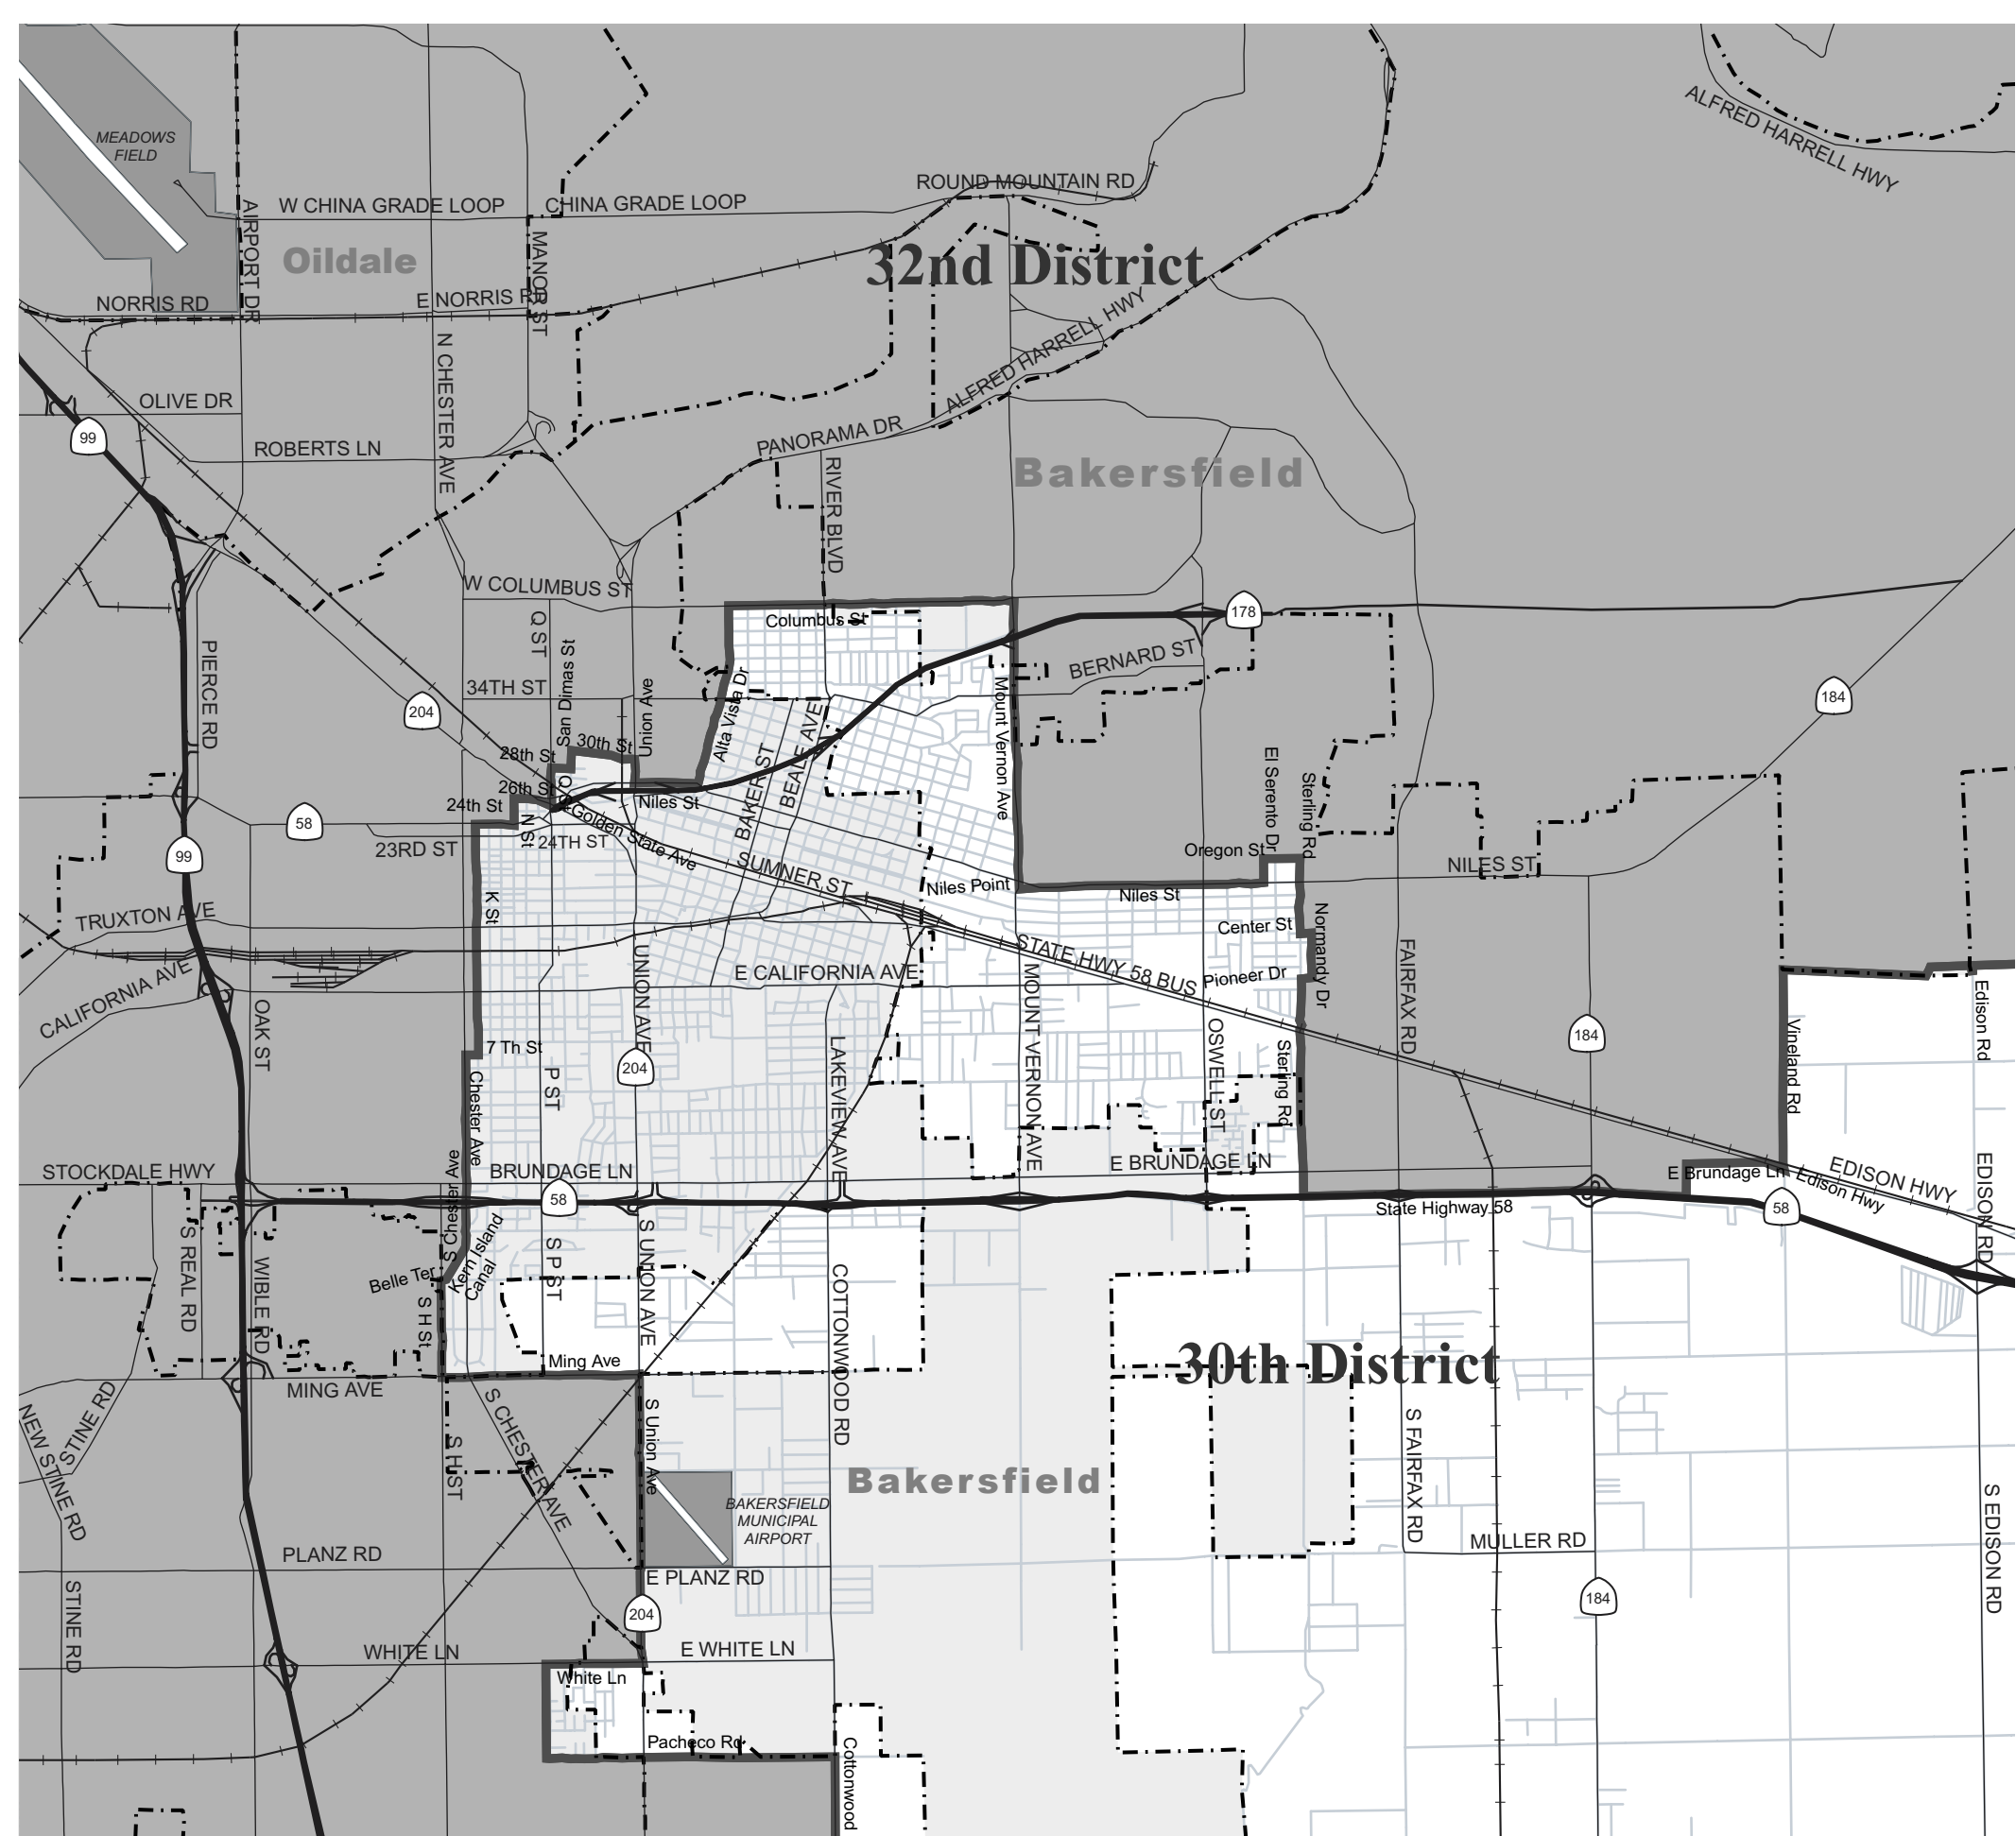 MEADOWS
FIELD
ALFRED HARRELL HWY
ROUND MOUNTAIN RD
W CHINA GRADE LOOP
CHINA GRADE LOOP
AIRPORT DR
MANOR ST
Oildale
32nd District
NORRIS RD
E NORRIS RD
N CHESTER AVE
ALFRED HARRELL HWY
OLIVE DR
99
ROBERTS LN
PANORAMA DR
RIVER BLVD
Bakersfield
W COLUMBUS ST
Columbus St
178
Q ST
San Dimas St
PIERCE RD
BERNARD ST
34TH ST
Union Ave
Alta Vista Dr
Mount Vernon Ave
184
204
28th St
30th St
BAKER ST
BEALE AVE
El Serento Dr
Sterling Rd
26th St
24th St
Niles St
N St
Golden State Ave
58
23RD ST
24TH ST
99
SUMNER ST
Oregon St
NILES ST
Niles Point
Niles St
K St
TRUXTON AVE
Center St
Normandy Dr
UNION AVE
STATE HWY 58 BUS
FAIRFAX RD
CALIFORNIA AVE
E CALIFORNIA AVE
Pioneer Dr
MOUNT VERNON AVE
Edison Rd
OAK ST
OSWELL ST
Vineland Rd
184
7 Th St
LAKEVIEW AVE
Sterling Rd
204
P ST
Chester Ave
STOCKDALE HWY
S Chester Ave
BRUNDAGE LN
E BRUNDAGE LN
E Brundage Ln
EDISON HWY
Edison Hwy
EDISON RD
58
State Highway 58
58
S REAL RD
WIBLE RD
Belle Ter
Kern Island
Canal
S P ST
S UNION AVE
COTTONWOOD RD
S H St
30th District
Ming Ave
MING AVE
STINE RD
NEW STINE RD
S CHESTER AVE
S H ST
S Union Ave
S FAIRFAX RD
Bakersfield
BAKERSFIELD
MUNICIPAL
AIRPORT
S EDISON RD
MULLER RD
PLANZ RD
E PLANZ RD
STINE RD
204
184
WHITE LN
E WHITE LN
White Ln
Pacheco Rd
Cottonwood